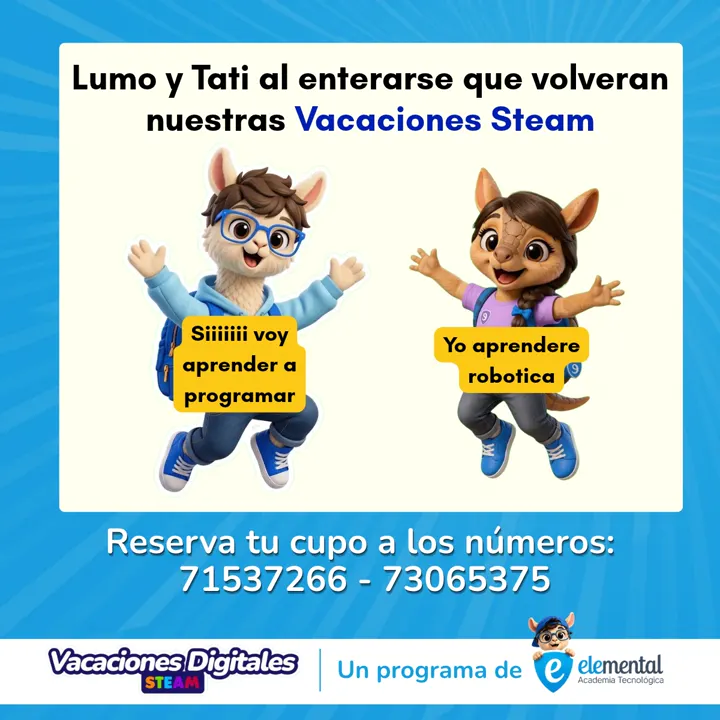 Lumo y Tati al enterarse que volveran
nuestras Vacaciones Steam
Siiiiiii voy
aprender a
programar
Yo aprendere
robotica
Reserva tu cupo a los números:
71537266 - 73065375
Vacaciones Digitales
STEAM
Un programa de
e
elemental
Academia Tecnológica